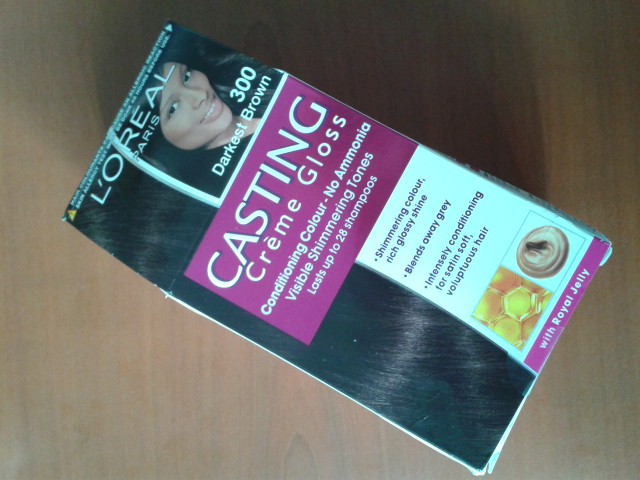 L'ORÉAL
PARIS
300
Darkest Brown
CASTING
Crème Gloss
Conditioning Colour - No Ammonia
Visible Shimmering Tones
Lasts up to 28 shampoos
• Shimmering colour,
rich glossy shine
• Blends away grey
• Intensely conditioning
for satin soft,
voluptuous hair
with Royal Jelly